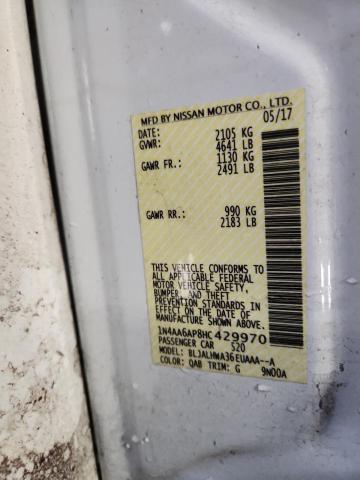 MFD BY NISSAN MOTOR CO., LTD.
05/17
DATE: 2105 KG
GVWR: 4641 LB
GAWR FR.: 1130 KG
2491 LB
GAWR RR.: 990 KG
2183 LB
THIS VEHICLE CONFORMS TO
ALL APPLICABLE FEDERAL
MOTOR VEHICLE SAFETY,
BUMPER, AND THEFT
PREVENTION STANDARDS IN
EFFECT ON THE DATE OF
MANUFACTURE SHOWN ABOVE.
1N4AA6AP8HC429970
PASSENGER CAR S20
MODEL: BLJALHWA36EUAAA--A
COLOR: QAB TRIM: G 9N00A